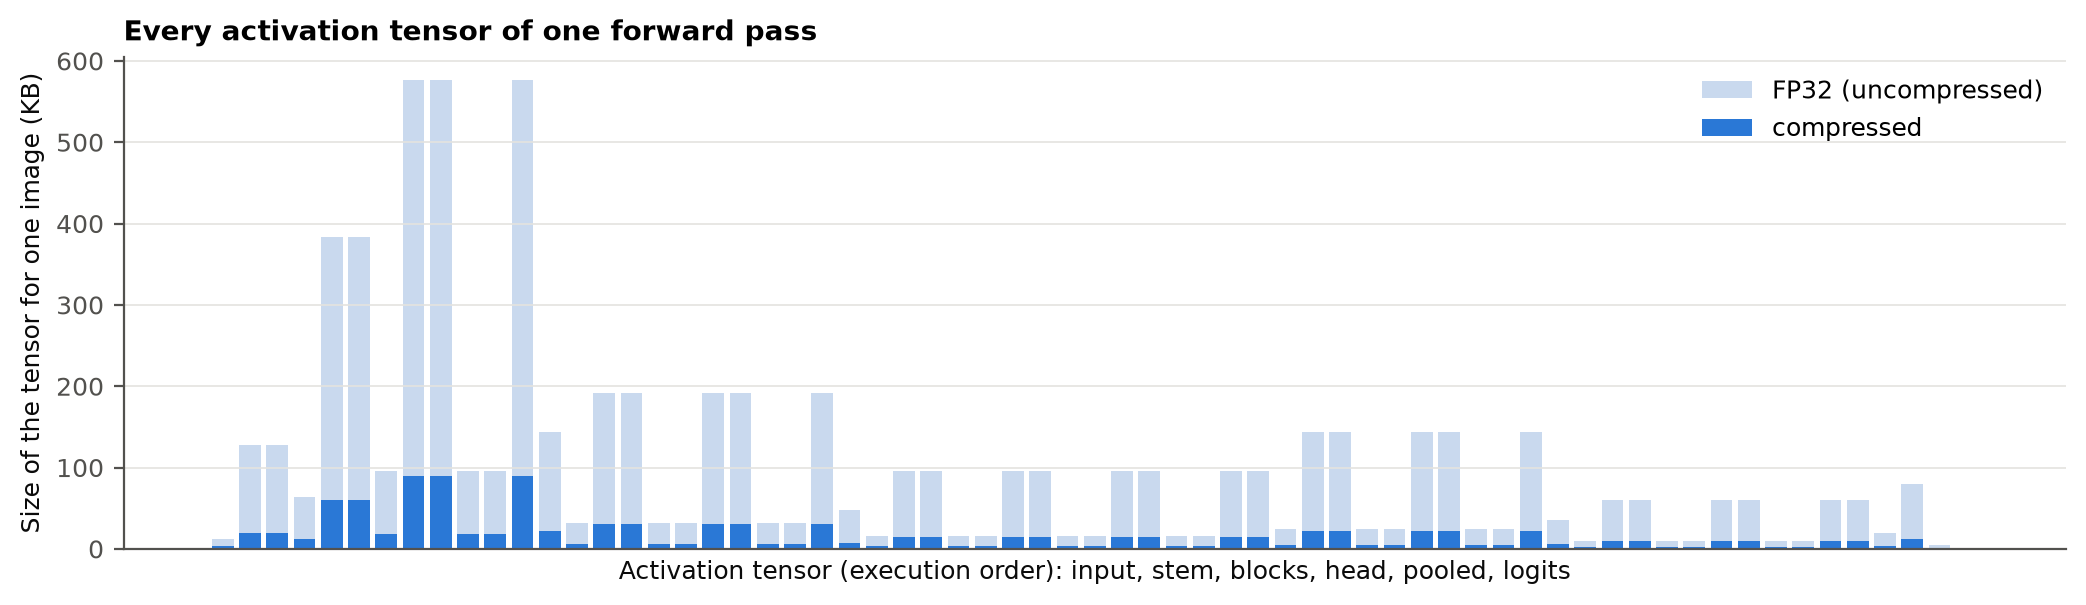 Every activation tensor of one forward pass
Size of the tensor for one image (KB)
600
500
400
300
200
100
0
FP32 (uncompressed)
compressed
Activation tensor (execution order): input, stem, blocks, head, pooled, logits